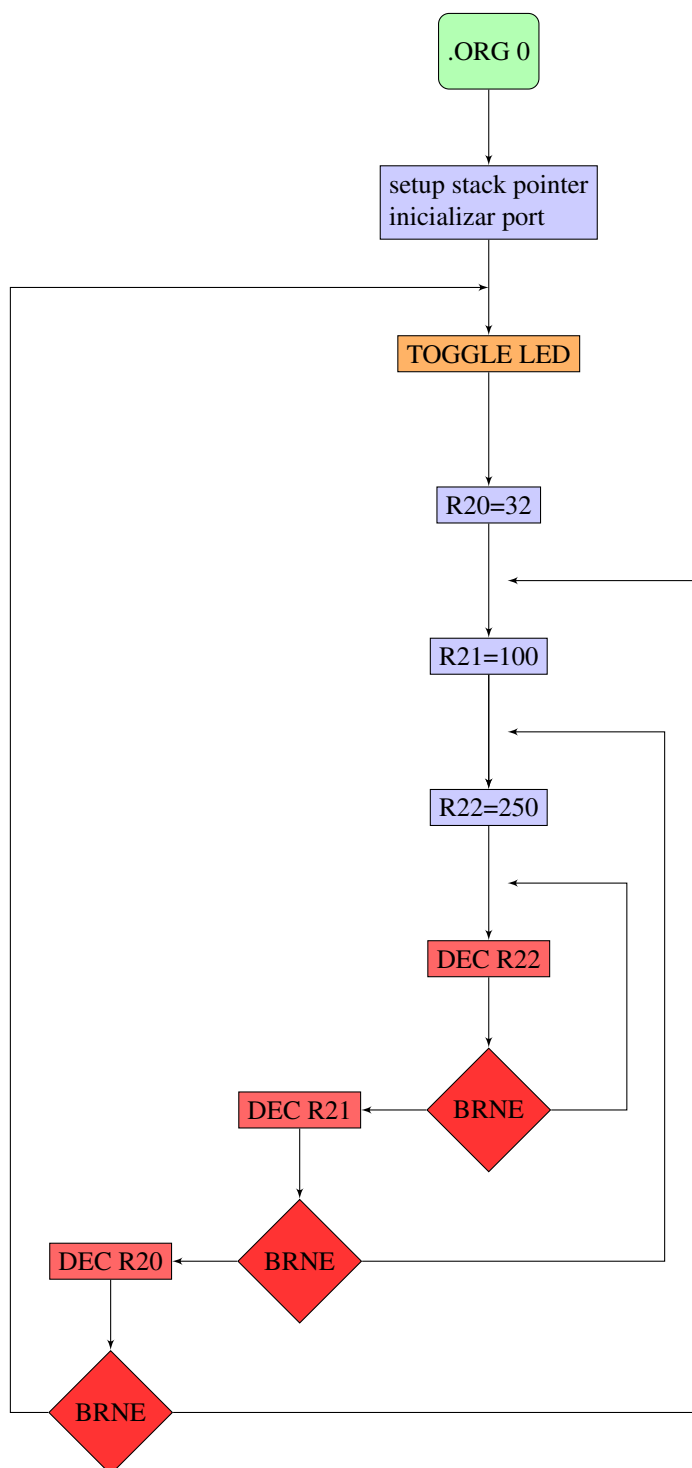 .ORG 0
setup stack pointer
inicializar port
TOGGLE LED
R20=32
R21=100
R22=250
DEC R22
BRNE
DEC R21
BRNE
DEC R20
BRNE